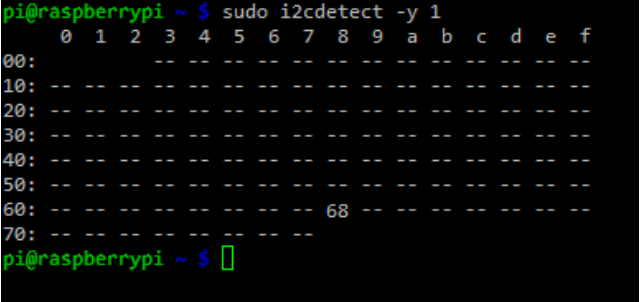 pi@raspberrypi ~ $ sudo i2cdetect -y 1
     0  1  2  3  4  5  6  7  8  9  a  b  c  d  e  f
00:          -- -- -- -- -- -- -- -- -- -- -- -- --
10: -- -- -- -- -- -- -- -- -- -- -- -- -- -- -- --
20: -- -- -- -- -- -- -- -- -- -- -- -- -- -- -- --
30: -- -- -- -- -- -- -- -- -- -- -- -- -- -- -- --
40: -- -- -- -- -- -- -- -- -- -- -- -- -- -- -- --
50: -- -- -- -- -- -- -- -- -- -- -- -- -- -- -- --
60: -- -- -- -- -- -- -- -- 68 -- -- -- -- -- -- --
70: -- -- -- -- -- -- -- --
pi@raspberrypi ~ $